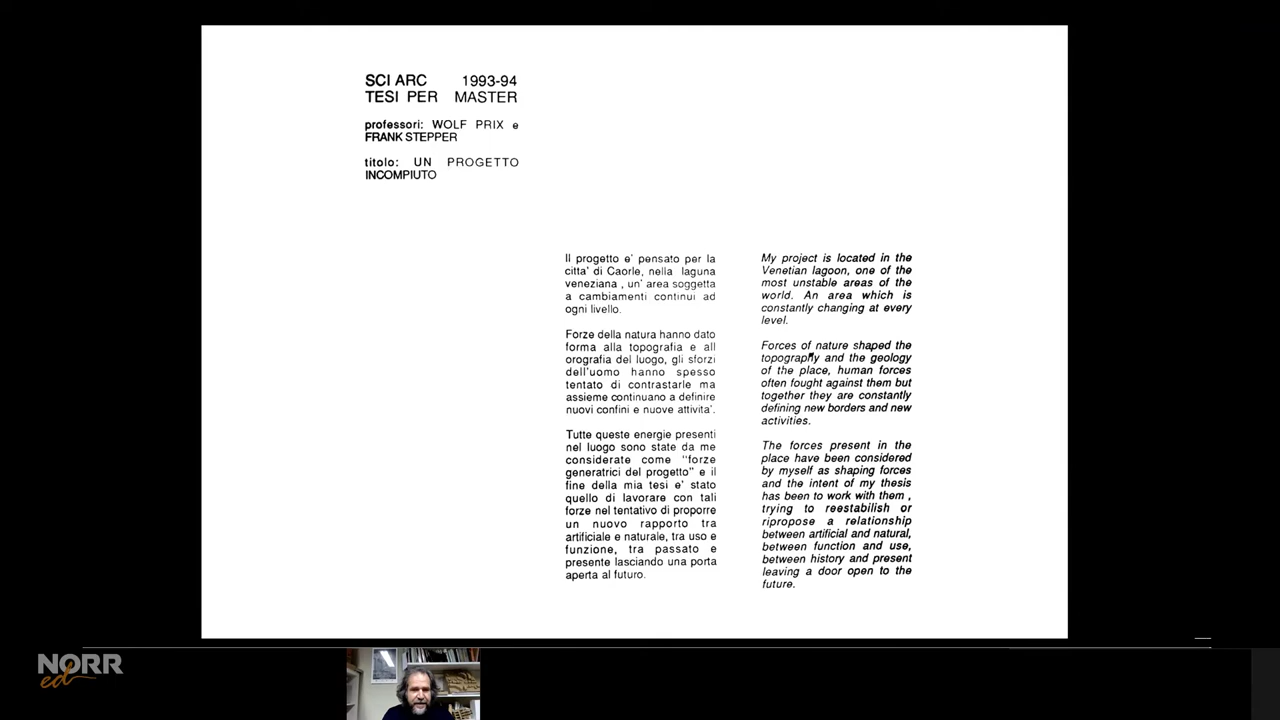 SCI ARC 1993-94
TESI PER MASTER
professori: WOLF PRIX e
FRANK STEPPER
titolo: UN PROGETTO
INCOMPIUTO
Il progetto e' pensato per la
citta' di Caorle, nella laguna
veneziana , un' area soggetta
a cambiamenti continui ad
ogni livello.
Forze della natura hanno dato
forma alla topografia e all
orografia del luogo, gli sforzi
dell'uomo hanno spesso
tentato di contrastarle ma
assieme continuano a definire
nuovi confini e nuove attivita'.
Tutte queste energie presenti
nel luogo sono state da me
considerate come "forze
generatrici del progetto" e il
fine della mia tesi e' stato
quello di lavorare con tali
forze nel tentativo di proporre
un nuovo rapporto tra
artificiale e naturale, tra uso e
funzione, tra passato e
presente lasciando una porta
aperta al futuro.
My project is located in the
Venetian lagoon, one of the
most unstable areas of the
world. An area which is
constantly changing at every
level.
Forces of nature shaped the
topography and the geology
of the place, human forces
often fought against them but
together they are constantly
defining new borders and new
activities.
The forces present in the
place have been considered
by myself as shaping forces
and the intent of my thesis
has been to work with them ,
trying to reestabilish or
ripropose a relationship
between artificial and natural,
between function and use,
between history and present
leaving a door open to the
future.
NORR
ed